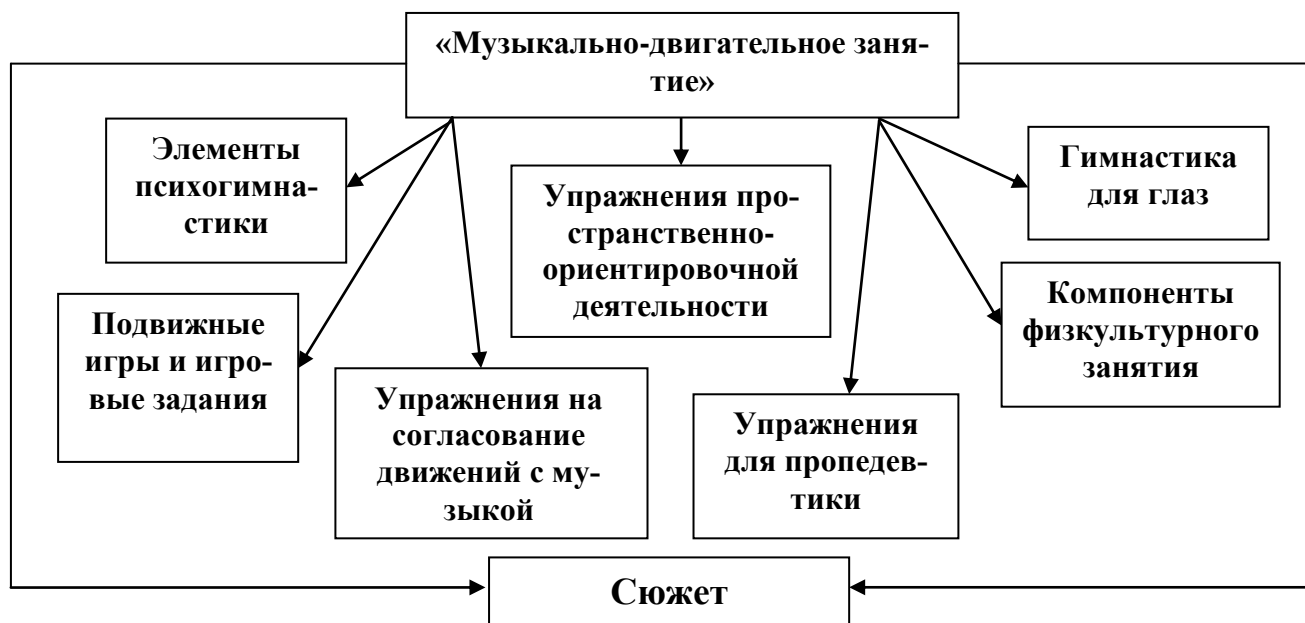 «Музыкально-двигательное заня-
тие»
Элементы
психогимна-
стики
Упражнения про-
странственно-
ориентировочной
деятельности
Гимнастика
для глаз
Подвижные
игры и игро-
вые задания
Упражнения на
согласование
движений с му-
зыкой
Упражнения
для пропедев-
тики
Компоненты
физкультурного
занятия
Сюжет